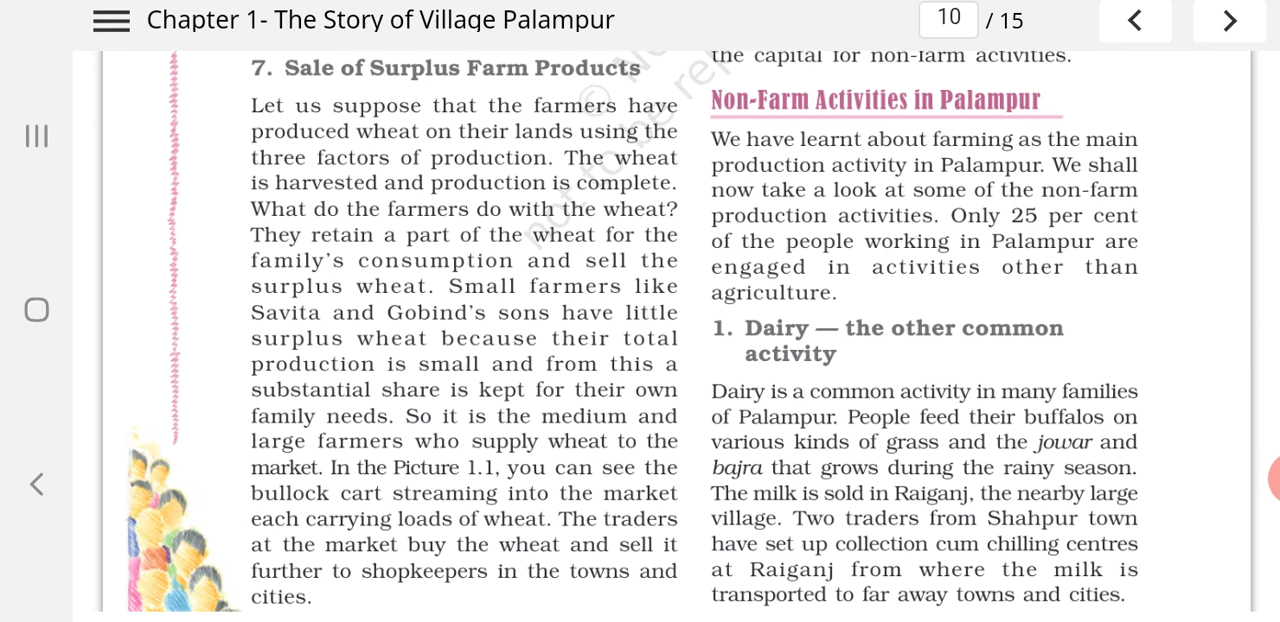 Chapter 1- The Story of Village Palampur
10 / 15
7. Sale of Surplus Farm Products
Let us suppose that the farmers have
produced wheat on their lands using the
three factors of production. The wheat
is harvested and production is complete.
What do the farmers do with the wheat?
They retain a part of the wheat for the
family's consumption and sell the
surplus wheat. Small farmers like
Savita and Gobind's sons have little
surplus wheat because their total
production is small and from this a
substantial share is kept for their own
family needs. So it is the medium and
large farmers who supply wheat to the
market. In the Picture 1.1, you can see the
bullock cart streaming into the market
each carrying loads of wheat. The traders
at the market buy the wheat and sell it
further to shopkeepers in the towns and
cities.
the capital for non-farm activities.
Non-Farm Activities in Palampur
We have learnt about farming as the main
production activity in Palampur. We shall
now take a look at some of the non-farm
production activities. Only 25 per cent
of the people working in Palampur are
engaged in activities other than
agriculture.
1. Dairy — the other common
activity
Dairy is a common activity in many families
of Palampur. People feed their buffalos on
various kinds of grass and the jowar and
bajra that grows during the rainy season.
The milk is sold in Raiganj, the nearby large
village. Two traders from Shahpur town
have set up collection cum chilling centres
at Raiganj from where the milk is
transported to far away towns and cities.